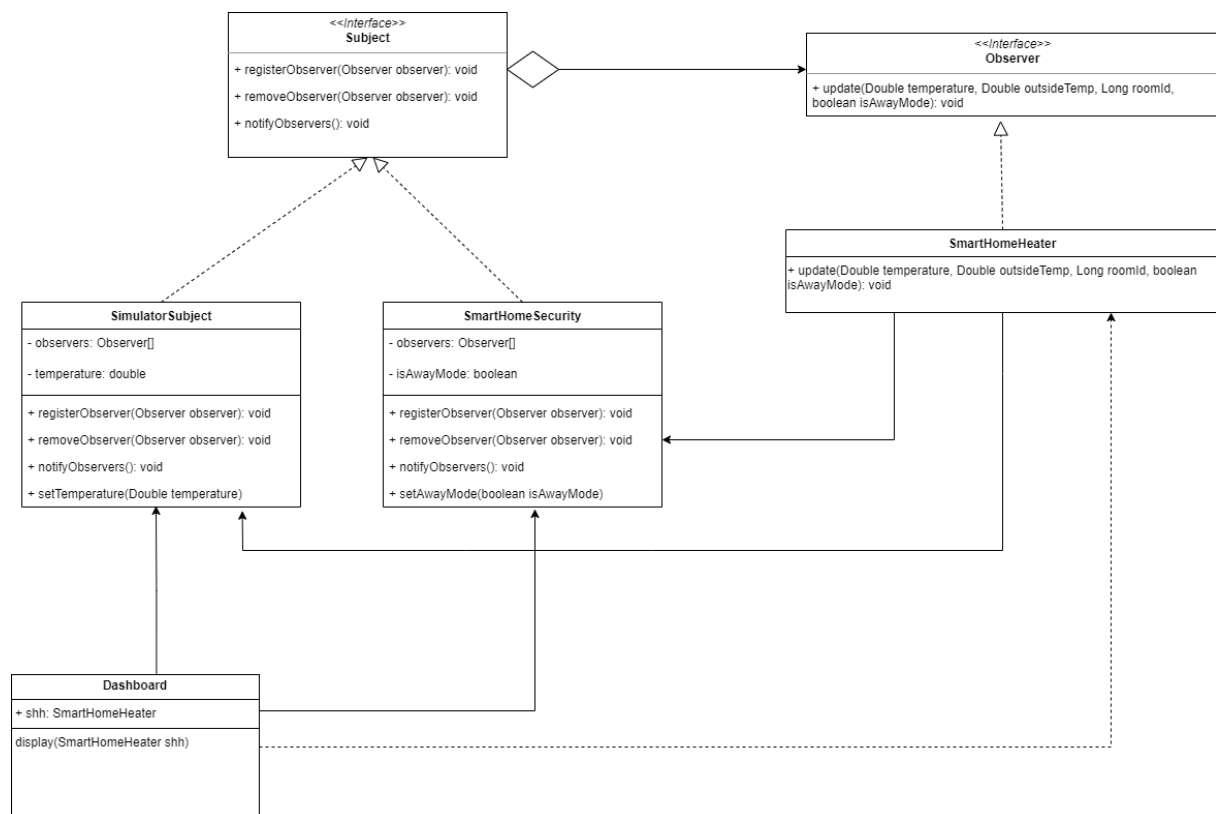 <<Interface>>
Subject
+ registerObserver(Observer observer): void
+ removeObserver(Observer observer): void
+ notifyObservers(): void
<<Interface>>
Observer
+ update(Double temperature, Double outsideTemp, Long roomId,
boolean isAwayMode): void
SmartHomeHeater
+ update(Double temperature, Double outsideTemp, Long roomId, boolean
isAwayMode): void
SimulatorSubject
- observers: Observer[]
- temperature: double
+ registerObserver(Observer observer): void
+ removeObserver(Observer observer): void
+ notifyObservers(): void
+ setTemperature(Double temperature)
SmartHomeSecurity
- observers: Observer[]
- isAwayMode: boolean
+ registerObserver(Observer observer): void
+ removeObserver(Observer observer): void
+ notifyObservers(): void
+ setAwayMode(boolean isAwayMode)
Dashboard
+ shh: SmartHomeHeater
display(SmartHomeHeater shh)